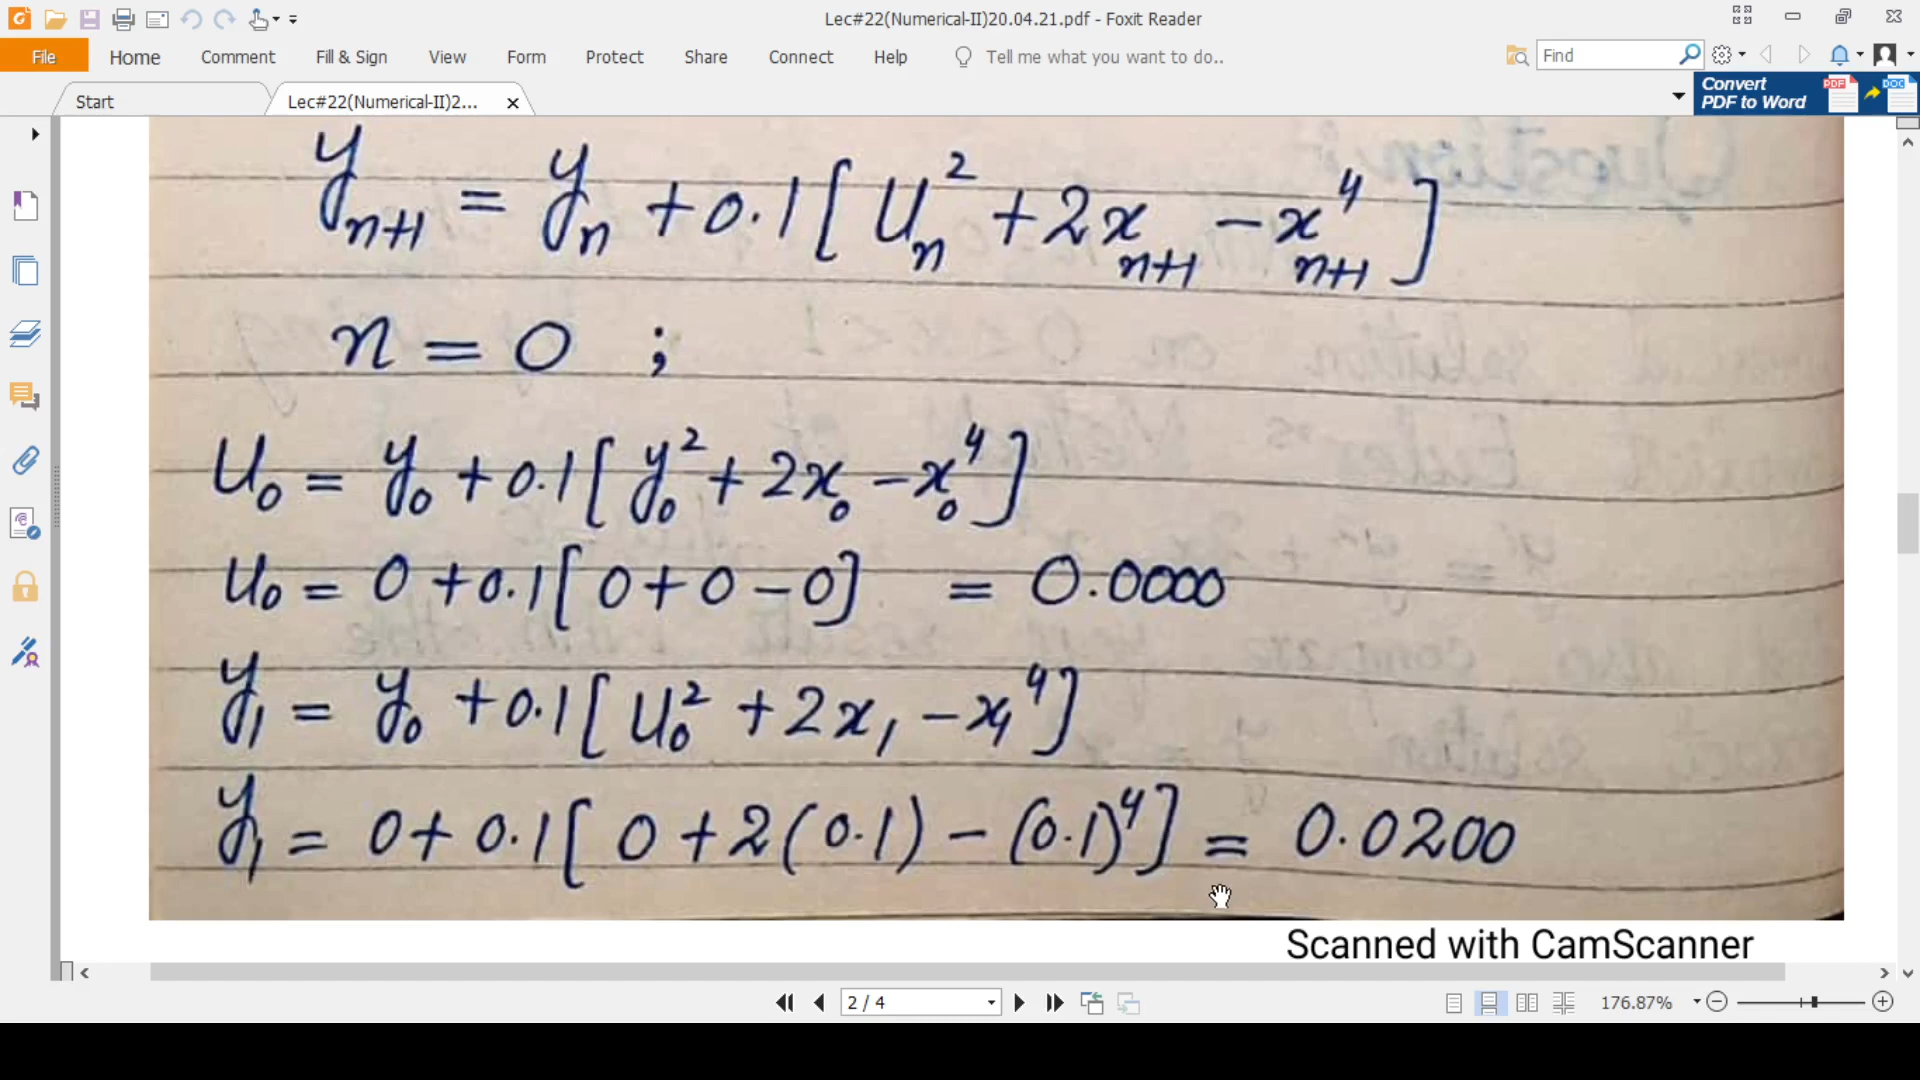 Lec#22(Numerical-II)20.04.21.pdf - Foxit Reader
File Home Comment Fill & Sign View Form Protect Share Connect Help Tell me what you want to do.. Find
Start Lec#22(Numerical-II)2... Convert PDF to Word PDF DOC
y_{n+1} = y_n + 0.1[U_n^2 + 2x_{n+1} - x_{n+1}^4]
n = 0 ;
U_0 = y_0 + 0.1[y_0^2 + 2x_0 - x_0^4]
U_0 = 0 + 0.1[0 + 0 - 0] = 0.0000
y_1 = y_0 + 0.1[U_0^2 + 2x_1 - x_1^4]
y_1 = 0 + 0.1[0 + 2(0.1) - (0.1)^4] = 0.0200
Scanned with CamScanner
2 / 4 176.87%